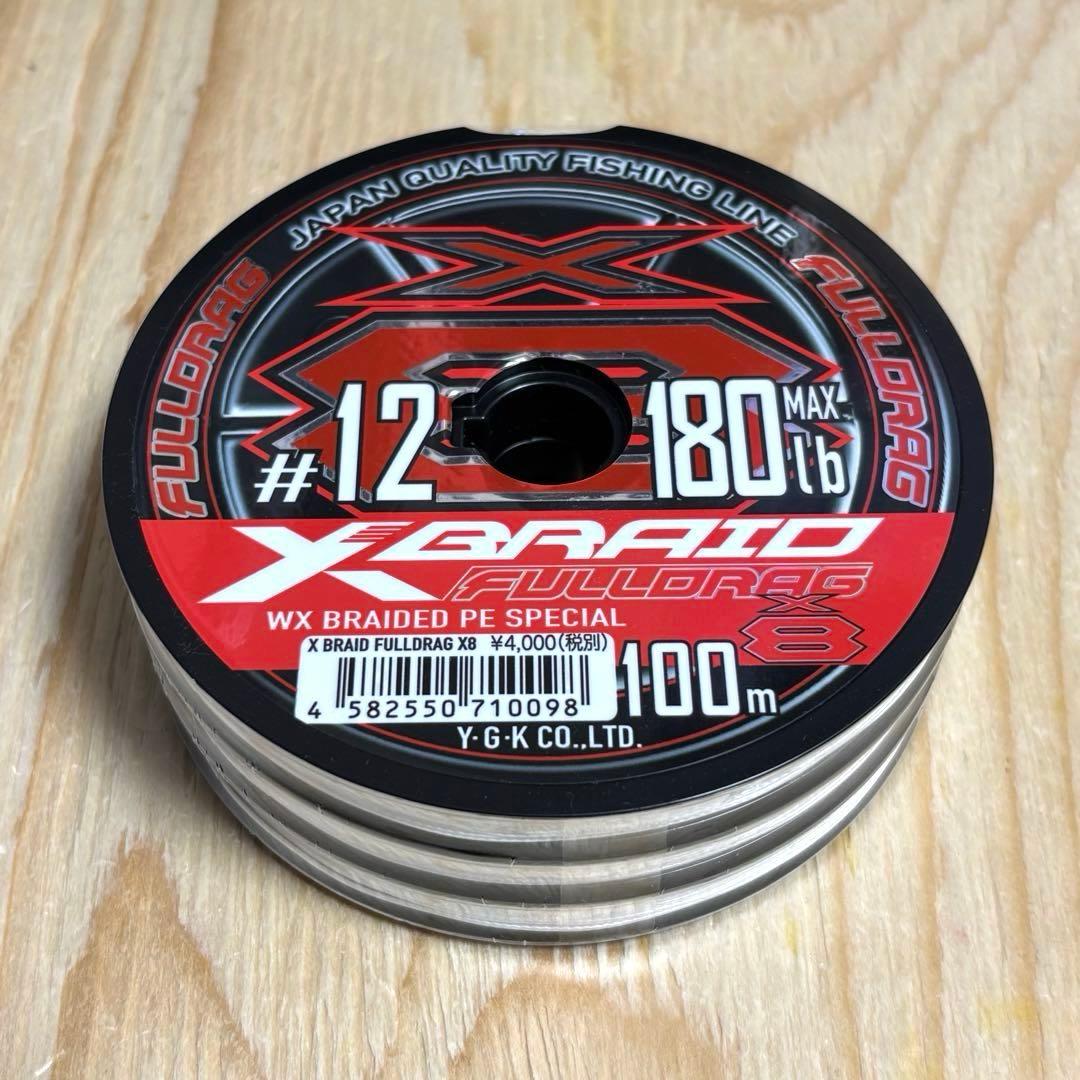 JAPAN QUALITY FISHING LINE
FULLDRAG
FULLDRAG
X
8
#12
180 MAX lb
X BRAID
FULLDRAG
X8
WX BRAIDED PE SPECIAL
X BRAID FULLDRAG X8 ¥4,000(税別)
4 582550 710098
100m
Y·G·K CO.,LTD.